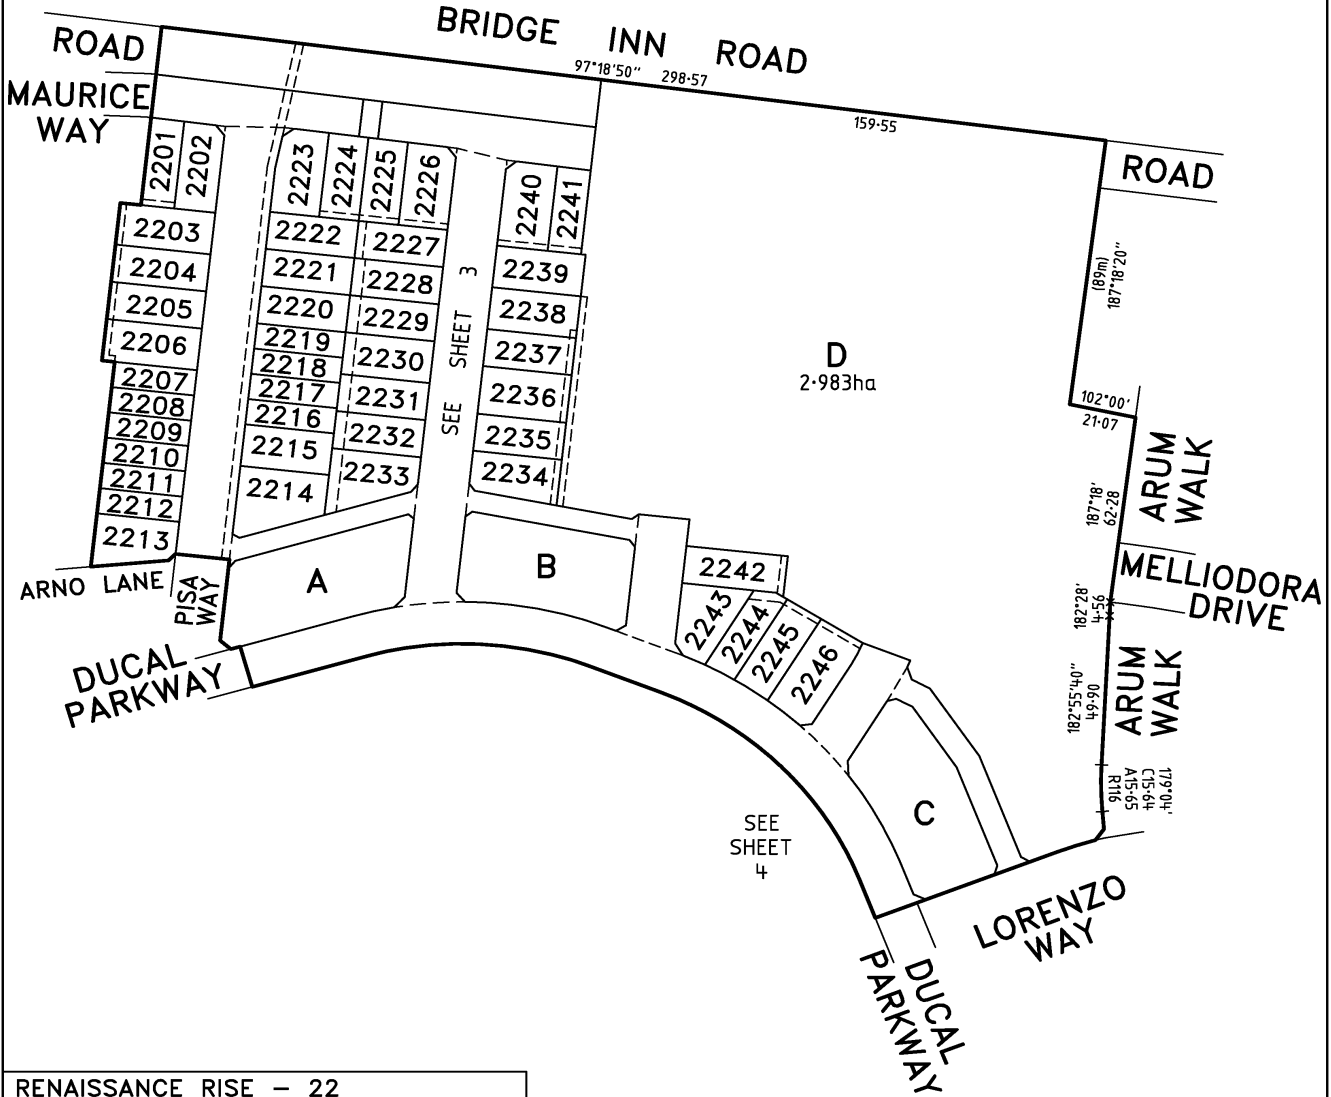 BRIDGE INN ROAD
97°18'50" 298·57
159·55
ROAD
MAURICE
WAY
ROAD
2201
2202
2203
2204
2205
2206
2207
2208
2209
2210
2211
2212
2213
2223
2224
2225
2226
2222
2221
2220
2219
2218
2217
2216
2215
2214
2227
2228
2229
2230
2231
2232
2233
SEE SHEET 3
2240
2241
2239
2238
2237
2236
2235
2234
D
2·983ha
(89m)
187°18'20"
102°00'
21·07
187°18'
62·28
ARUM
WALK
MELLIODORA
DRIVE
182°28'
4·56
ARUM
WALK
182°55'40"
49·90
179°04'
C15·64
A15·65
R116
ARNO LANE
PISA
WAY
DUCAL
PARKWAY
A
B
2242
2243
2244
2245
2246
C
SEE
SHEET
4
LORENZO
WAY
DUCAL
PARKWAY
RENAISSANCE RISE – 22